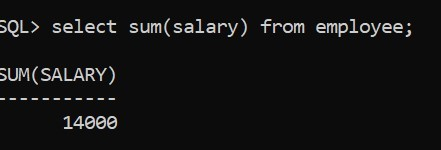 SQL> select sum(salary) from employee;
SUM(SALARY)
-----------
14000